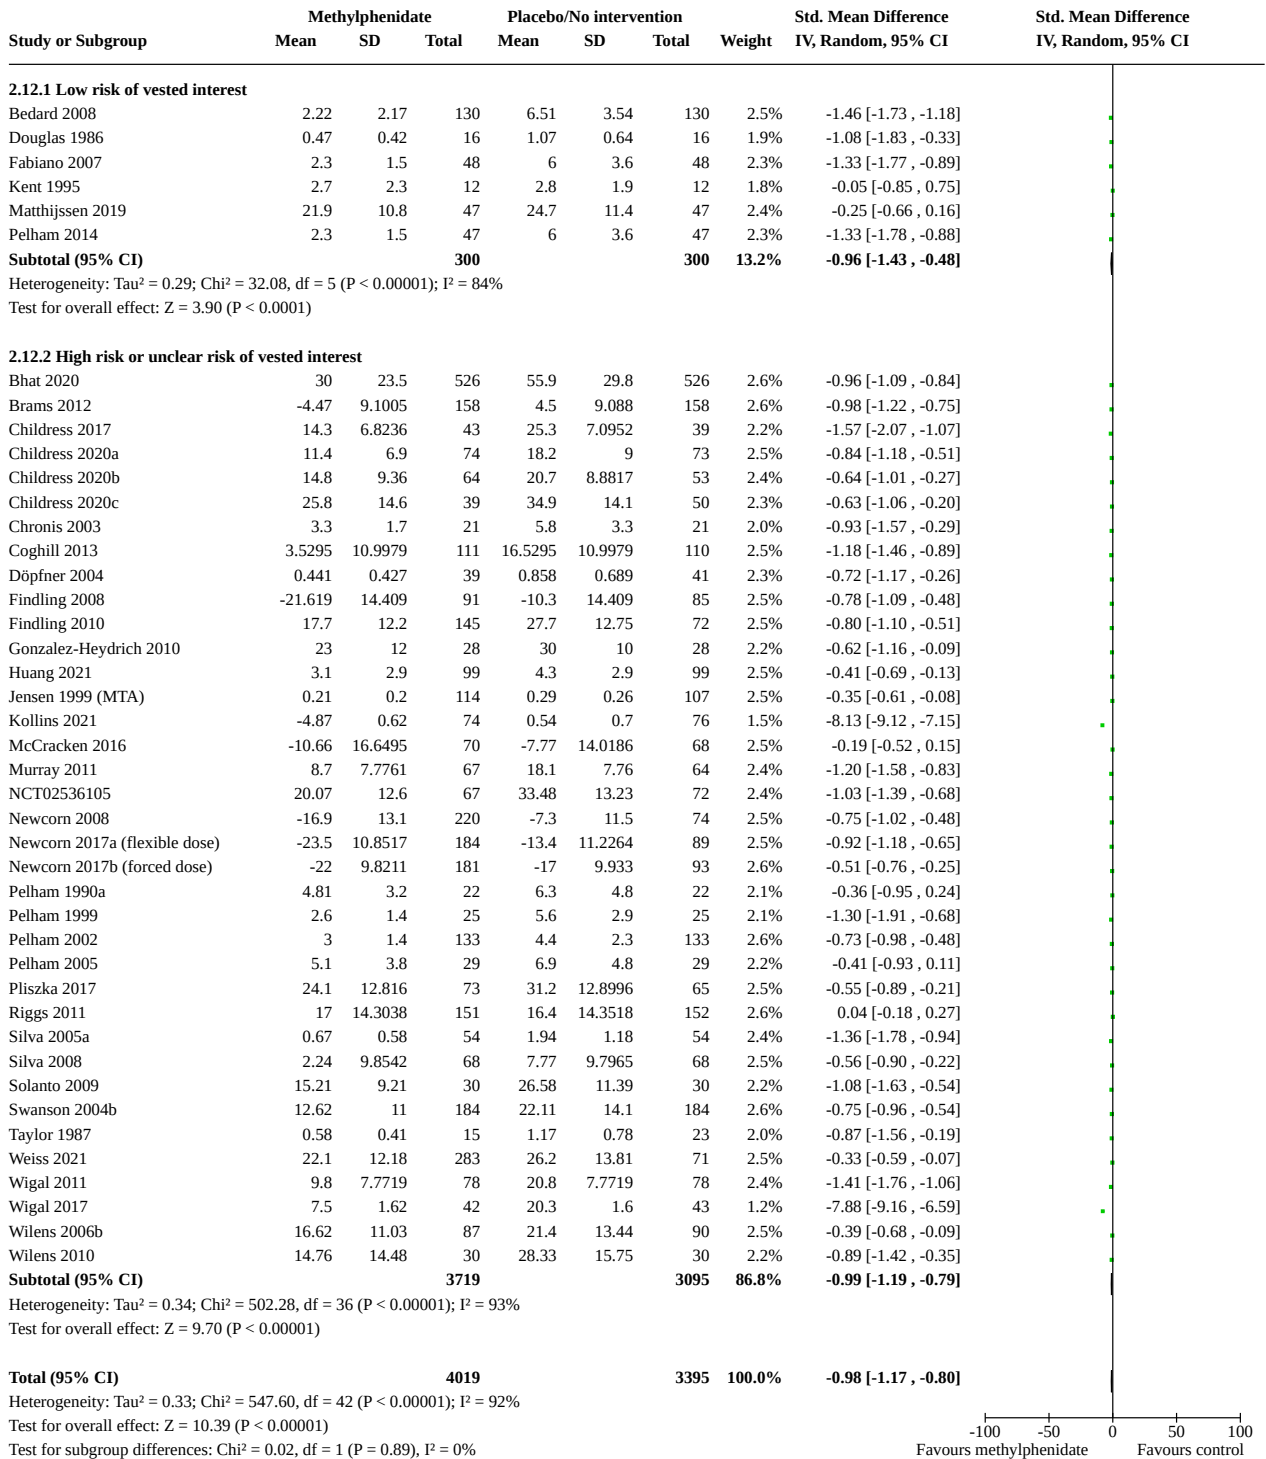 Methylphenidate Placebo/No intervention Std. Mean Difference Std. Mean Difference
Study or Subgroup Mean SD Total Mean SD Total Weight IV, Random, 95% CI IV, Random, 95% CI
2.12.1 Low risk of vested interest
Bedard 2008 2.22 2.17 130 6.51 3.54 130 2.5% -1.46 [-1.73 , -1.18]
Douglas 1986 0.47 0.42 16 1.07 0.64 16 1.9% -1.08 [-1.83 , -0.33]
Fabiano 2007 2.3 1.5 48 6 3.6 48 2.3% -1.33 [-1.77 , -0.89]
Kent 1995 2.7 2.3 12 2.8 1.9 12 1.8% -0.05 [-0.85 , 0.75]
Matthijssen 2019 21.9 10.8 47 24.7 11.4 47 2.4% -0.25 [-0.66 , 0.16]
Pelham 2014 2.3 1.5 47 6 3.6 47 2.3% -1.33 [-1.78 , -0.88]
Subtotal (95% CI) 300 300 13.2% -0.96 [-1.43 , -0.48]
Heterogeneity: Tau² = 0.29; Chi² = 32.08, df = 5 (P < 0.00001); I² = 84%
Test for overall effect: Z = 3.90 (P < 0.0001)
2.12.2 High risk or unclear risk of vested interest
Bhat 2020 30 23.5 526 55.9 29.8 526 2.6% -0.96 [-1.09 , -0.84]
Brams 2012 -4.47 9.1005 158 4.5 9.088 158 2.6% -0.98 [-1.22 , -0.75]
Childress 2017 14.3 6.8236 43 25.3 7.0952 39 2.2% -1.57 [-2.07 , -1.07]
Childress 2020a 11.4 6.9 74 18.2 9 73 2.5% -0.84 [-1.18 , -0.51]
Childress 2020b 14.8 9.36 64 20.7 8.8817 53 2.4% -0.64 [-1.01 , -0.27]
Childress 2020c 25.8 14.6 39 34.9 14.1 50 2.3% -0.63 [-1.06 , -0.20]
Chronis 2003 3.3 1.7 21 5.8 3.3 21 2.0% -0.93 [-1.57 , -0.29]
Coghill 2013 3.5295 10.9979 111 16.5295 10.9979 110 2.5% -1.18 [-1.46 , -0.89]
Döpfner 2004 0.441 0.427 39 0.858 0.689 41 2.3% -0.72 [-1.17 , -0.26]
Findling 2008 -21.619 14.409 91 -10.3 14.409 85 2.5% -0.78 [-1.09 , -0.48]
Findling 2010 17.7 12.2 145 27.7 12.75 72 2.5% -0.80 [-1.10 , -0.51]
Gonzalez-Heydrich 2010 23 12 28 30 10 28 2.2% -0.62 [-1.16 , -0.09]
Huang 2021 3.1 2.9 99 4.3 2.9 99 2.5% -0.41 [-0.69 , -0.13]
Jensen 1999 (MTA) 0.21 0.2 114 0.29 0.26 107 2.5% -0.35 [-0.61 , -0.08]
Kollins 2021 -4.87 0.62 74 0.54 0.7 76 1.5% -8.13 [-9.12 , -7.15]
McCracken 2016 -10.66 16.6495 70 -7.77 14.0186 68 2.5% -0.19 [-0.52 , 0.15]
Murray 2011 8.7 7.7761 67 18.1 7.76 64 2.4% -1.20 [-1.58 , -0.83]
NCT02536105 20.07 12.6 67 33.48 13.23 72 2.4% -1.03 [-1.39 , -0.68]
Newcorn 2008 -16.9 13.1 220 -7.3 11.5 74 2.5% -0.75 [-1.02 , -0.48]
Newcorn 2017a (flexible dose) -23.5 10.8517 184 -13.4 11.2264 89 2.5% -0.92 [-1.18 , -0.65]
Newcorn 2017b (forced dose) -22 9.8211 181 -17 9.933 93 2.6% -0.51 [-0.76 , -0.25]
Pelham 1990a 4.81 3.2 22 6.3 4.8 22 2.1% -0.36 [-0.95 , 0.24]
Pelham 1999 2.6 1.4 25 5.6 2.9 25 2.1% -1.30 [-1.91 , -0.68]
Pelham 2002 3 1.4 133 4.4 2.3 133 2.6% -0.73 [-0.98 , -0.48]
Pelham 2005 5.1 3.8 29 6.9 4.8 29 2.2% -0.41 [-0.93 , 0.11]
Pliszka 2017 24.1 12.816 73 31.2 12.8996 65 2.5% -0.55 [-0.89 , -0.21]
Riggs 2011 17 14.3038 151 16.4 14.3518 152 2.6% 0.04 [-0.18 , 0.27]
Silva 2005a 0.67 0.58 54 1.94 1.18 54 2.4% -1.36 [-1.78 , -0.94]
Silva 2008 2.24 9.8542 68 7.77 9.7965 68 2.5% -0.56 [-0.90 , -0.22]
Solanto 2009 15.21 9.21 30 26.58 11.39 30 2.2% -1.08 [-1.63 , -0.54]
Swanson 2004b 12.62 11 184 22.11 14.1 184 2.6% -0.75 [-0.96 , -0.54]
Taylor 1987 0.58 0.41 15 1.17 0.78 23 2.0% -0.87 [-1.56 , -0.19]
Weiss 2021 22.1 12.18 283 26.2 13.81 71 2.5% -0.33 [-0.59 , -0.07]
Wigal 2011 9.8 7.7719 78 20.8 7.7719 78 2.4% -1.41 [-1.76 , -1.06]
Wigal 2017 7.5 1.62 42 20.3 1.6 43 1.2% -7.88 [-9.16 , -6.59]
Wilens 2006b 16.62 11.03 87 21.4 13.44 90 2.5% -0.39 [-0.68 , -0.09]
Wilens 2010 14.76 14.48 30 28.33 15.75 30 2.2% -0.89 [-1.42 , -0.35]
Subtotal (95% CI) 3719 3095 86.8% -0.99 [-1.19 , -0.79]
Heterogeneity: Tau² = 0.34; Chi² = 502.28, df = 36 (P < 0.00001); I² = 93%
Test for overall effect: Z = 9.70 (P < 0.00001)
Total (95% CI) 4019 3395 100.0% -0.98 [-1.17 , -0.80]
Heterogeneity: Tau² = 0.33; Chi² = 547.60, df = 42 (P < 0.00001); I² = 92%
Test for overall effect: Z = 10.39 (P < 0.00001)
Test for subgroup differences: Chi² = 0.02, df = 1 (P = 0.89), I² = 0%
-100 -50 0 50 100
Favours methylphenidate Favours control